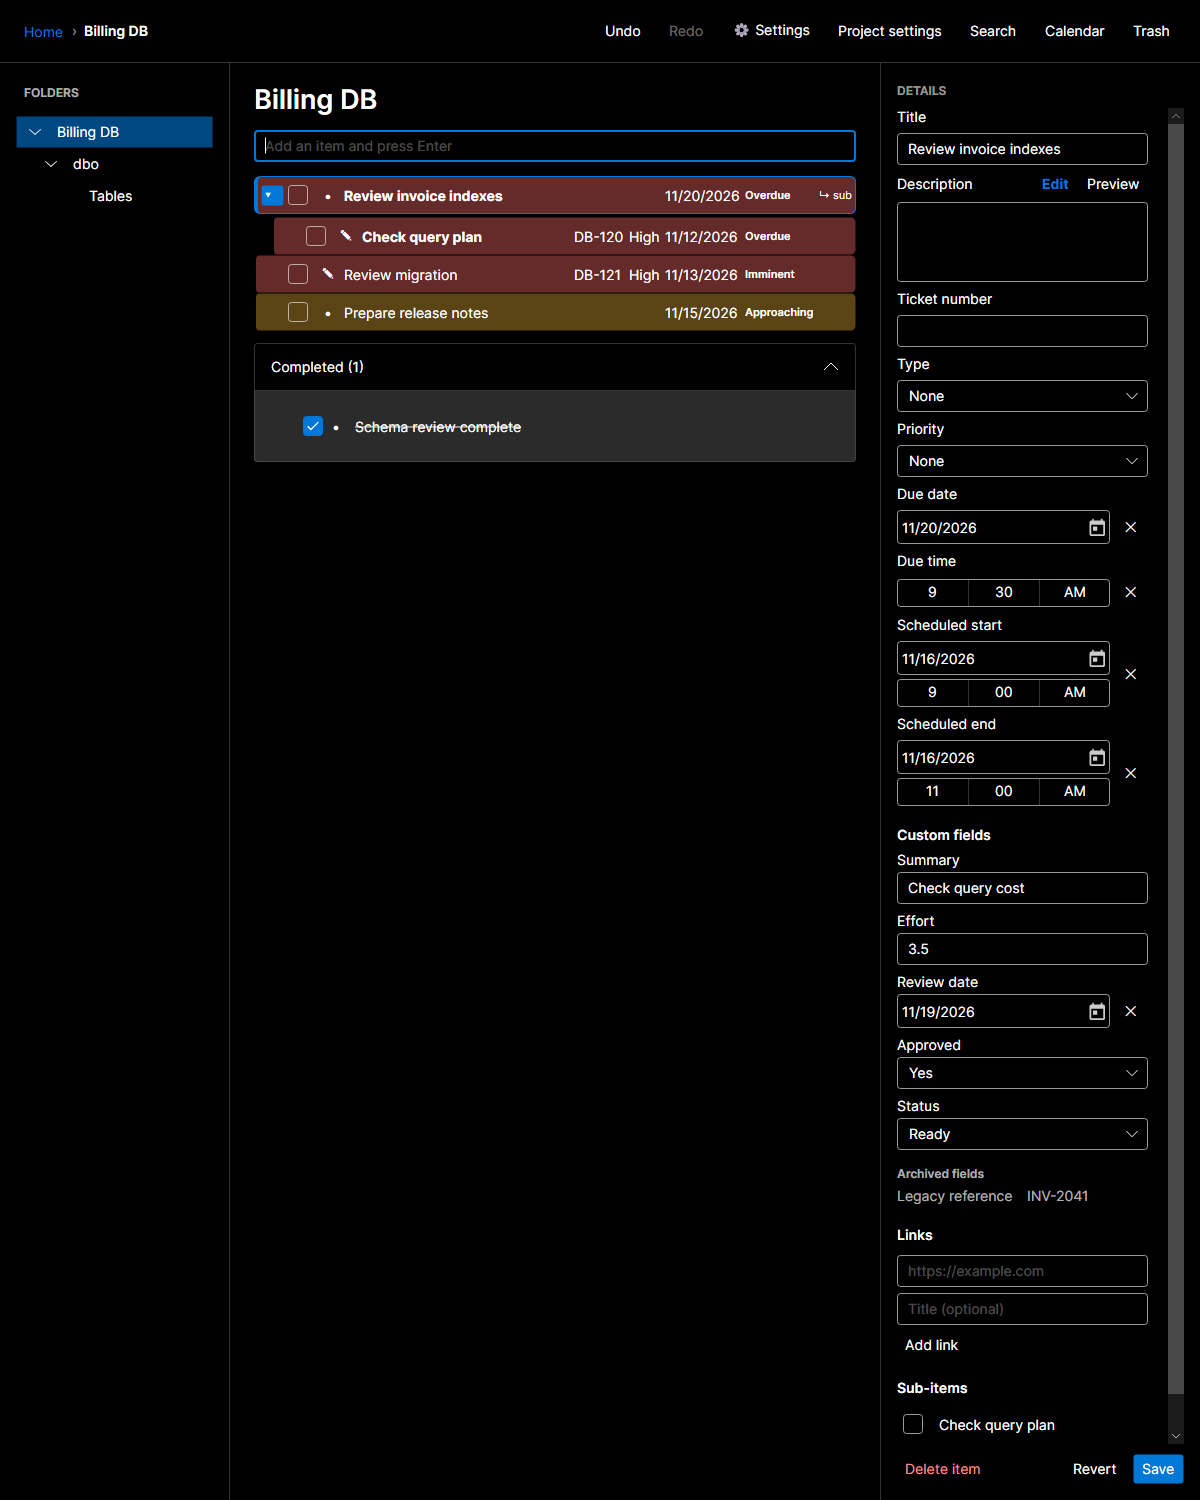 Home › Billing DB
Undo Redo Settings Project settings Search Calendar Trash
FOLDERS
Billing DB
dbo
Tables
Billing DB
Add an item and press Enter
• Review invoice indexes 11/20/2026 Overdue ↳ sub
Check query plan DB-120 High 11/12/2026 Overdue
Review migration DB-121 High 11/13/2026 Imminent
• Prepare release notes 11/15/2026 Approaching
Completed (1)
• Schema review complete
DETAILS
Title
Review invoice indexes
Description Edit Preview
Ticket number
Type
None
Priority
None
Due date
11/20/2026
Due time
9 30 AM
Scheduled start
11/16/2026
9 00 AM
Scheduled end
11/16/2026
11 00 AM
Custom fields
Summary
Check query cost
Effort
3.5
Review date
11/19/2026
Approved
Yes
Status
Ready
Archived fields
Legacy reference INV-2041
Links
https://example.com
Title (optional)
Add link
Sub-items
Check query plan
Delete item Revert Save